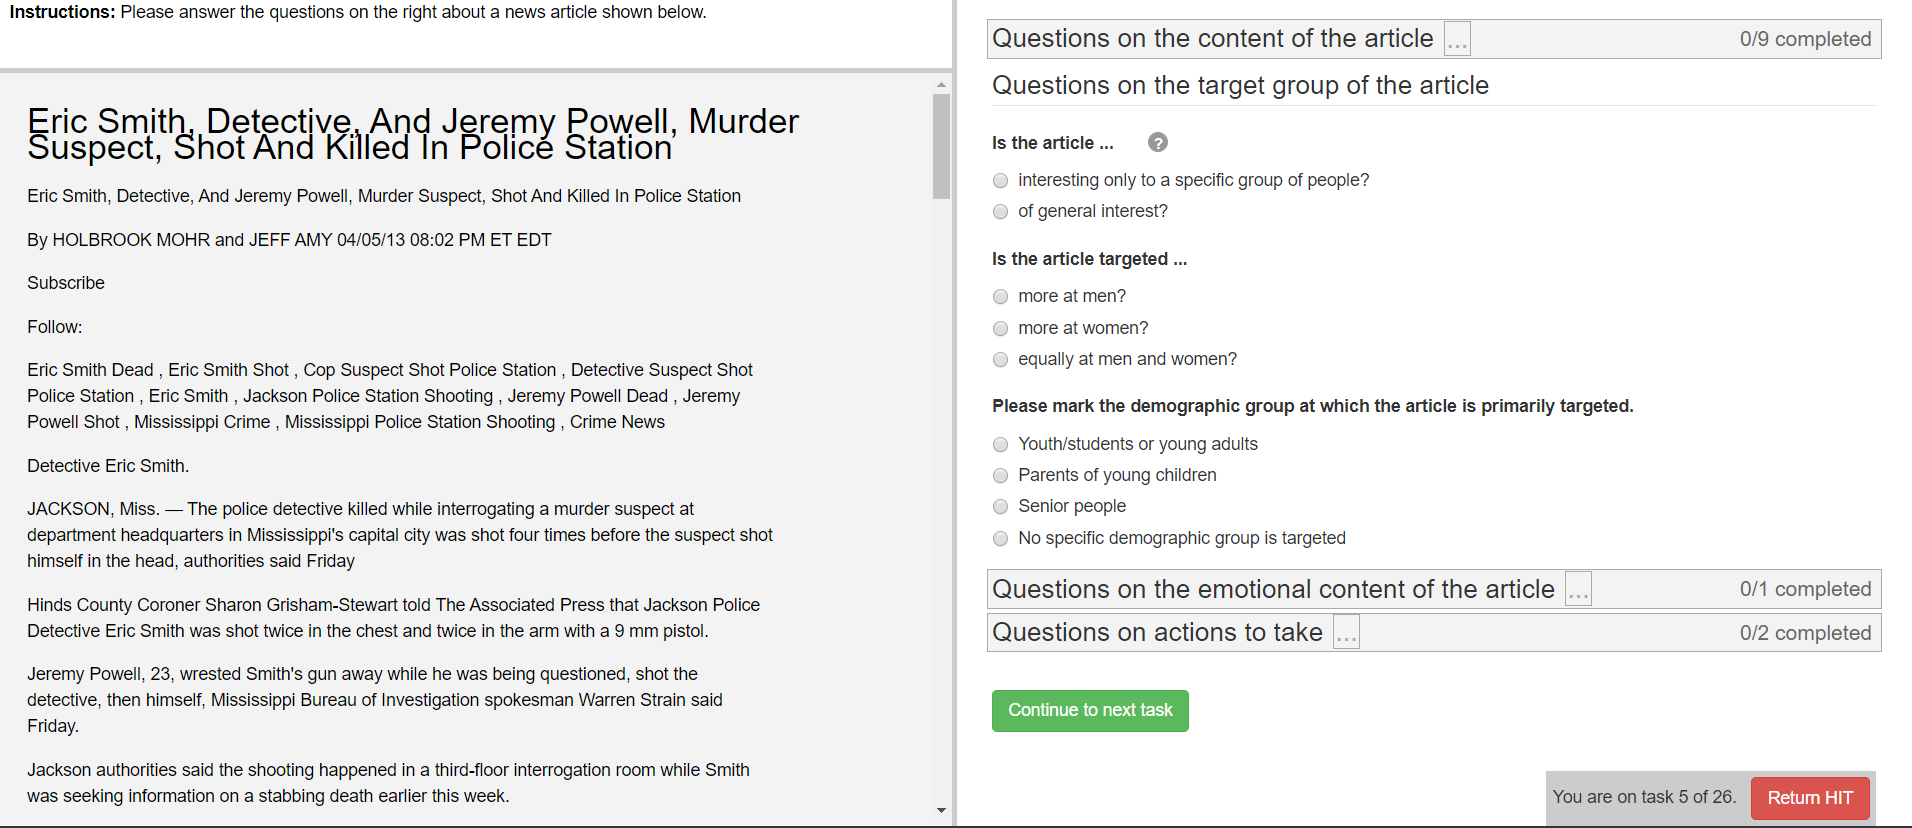 Instructions: Please answer the questions on the right about a news article shown below.
Eric Smith, Detective, And Jeremy Powell, Murder
Suspect, Shot And Killed In Police Station
Eric Smith, Detective, And Jeremy Powell, Murder Suspect, Shot And Killed In Police Station
By HOLBROOK MOHR and JEFF AMY 04/05/13 08:02 PM ET EDT
Subscribe
Follow:
Eric Smith Dead , Eric Smith Shot , Cop Suspect Shot Police Station , Detective Suspect Shot
Police Station , Eric Smith , Jackson Police Station Shooting , Jeremy Powell Dead , Jeremy
Powell Shot , Mississippi Crime , Mississippi Police Station Shooting , Crime News
Detective Eric Smith.
JACKSON, Miss. — The police detective killed while interrogating a murder suspect at
department headquarters in Mississippi's capital city was shot four times before the suspect shot
himself in the head, authorities said Friday
Hinds County Coroner Sharon Grisham-Stewart told The Associated Press that Jackson Police
Detective Eric Smith was shot twice in the chest and twice in the arm with a 9 mm pistol.
Jeremy Powell, 23, wrested Smith's gun away while he was being questioned, shot the
detective, then himself, Mississippi Bureau of Investigation spokesman Warren Strain said
Friday.
Jackson authorities said the shooting happened in a third-floor interrogation room while Smith
was seeking information on a stabbing death earlier this week.
Questions on the content of the article ... 0/9 completed
Questions on the target group of the article
Is the article ... ?
interesting only to a specific group of people?
of general interest?
Is the article targeted ...
more at men?
more at women?
equally at men and women?
Please mark the demographic group at which the article is primarily targeted.
Youth/students or young adults
Parents of young children
Senior people
No specific demographic group is targeted
Questions on the emotional content of the article ... 0/1 completed
Questions on actions to take ... 0/2 completed
Continue to next task
You are on task 5 of 26. Return HIT